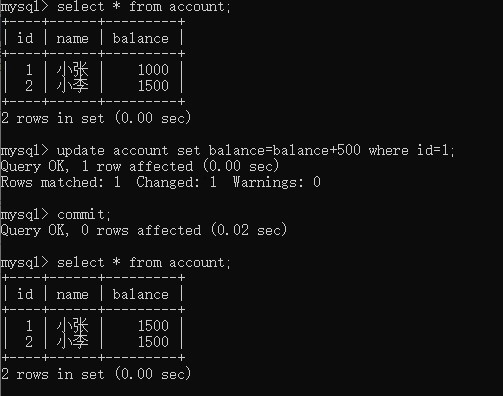 mysql> select * from account;
+----+------+---------+
| id | name | balance |
+----+------+---------+
|  1 | 小张 |    1000 |
|  2 | 小李 |    1500 |
+----+------+---------+
2 rows in set (0.00 sec)
mysql> update account set balance=balance+500 where id=1;
Query OK, 1 row affected (0.00 sec)
Rows matched: 1  Changed: 1  Warnings: 0
mysql> commit;
Query OK, 0 rows affected (0.02 sec)
mysql> select * from account;
+----+------+---------+
| id | name | balance |
+----+------+---------+
|  1 | 小张 |    1500 |
|  2 | 小李 |    1500 |
+----+------+---------+
2 rows in set (0.00 sec)